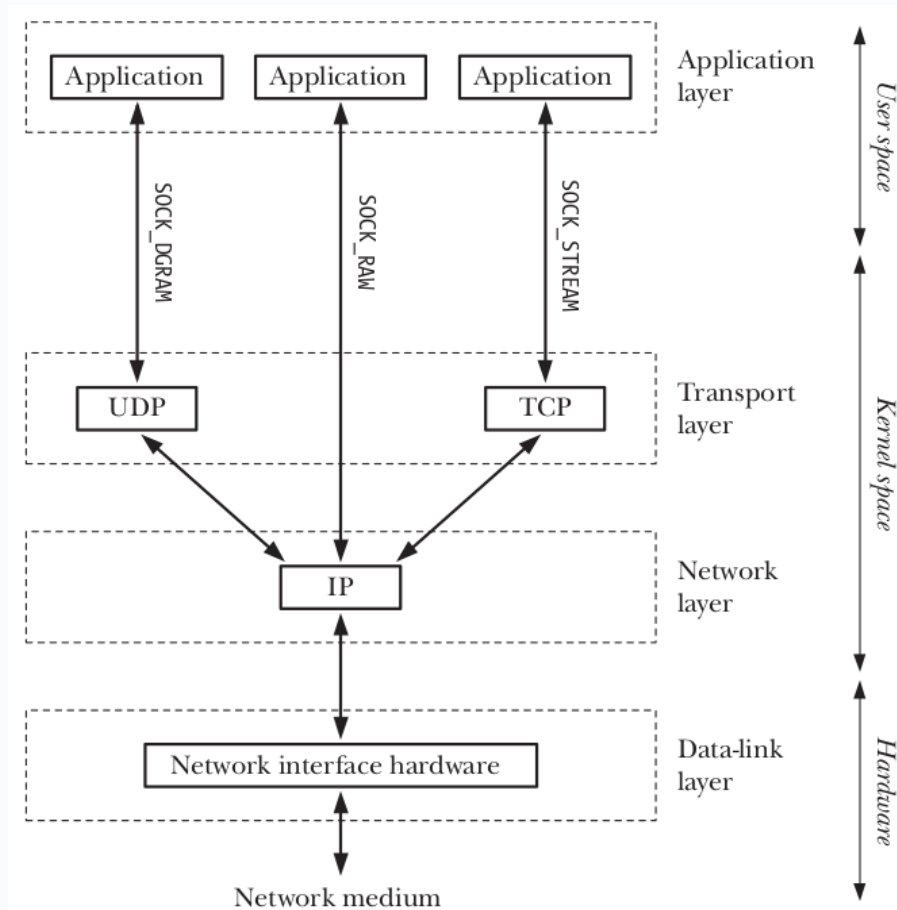 Application
Application
Application
Application
layer
User space
SOCK_DGRAM
SOCK_RAW
SOCK_STREAM
UDP
TCP
Transport
layer
Kernel space
IP
Network
layer
Network interface hardware
Data-link
layer
Hardware
Network medium